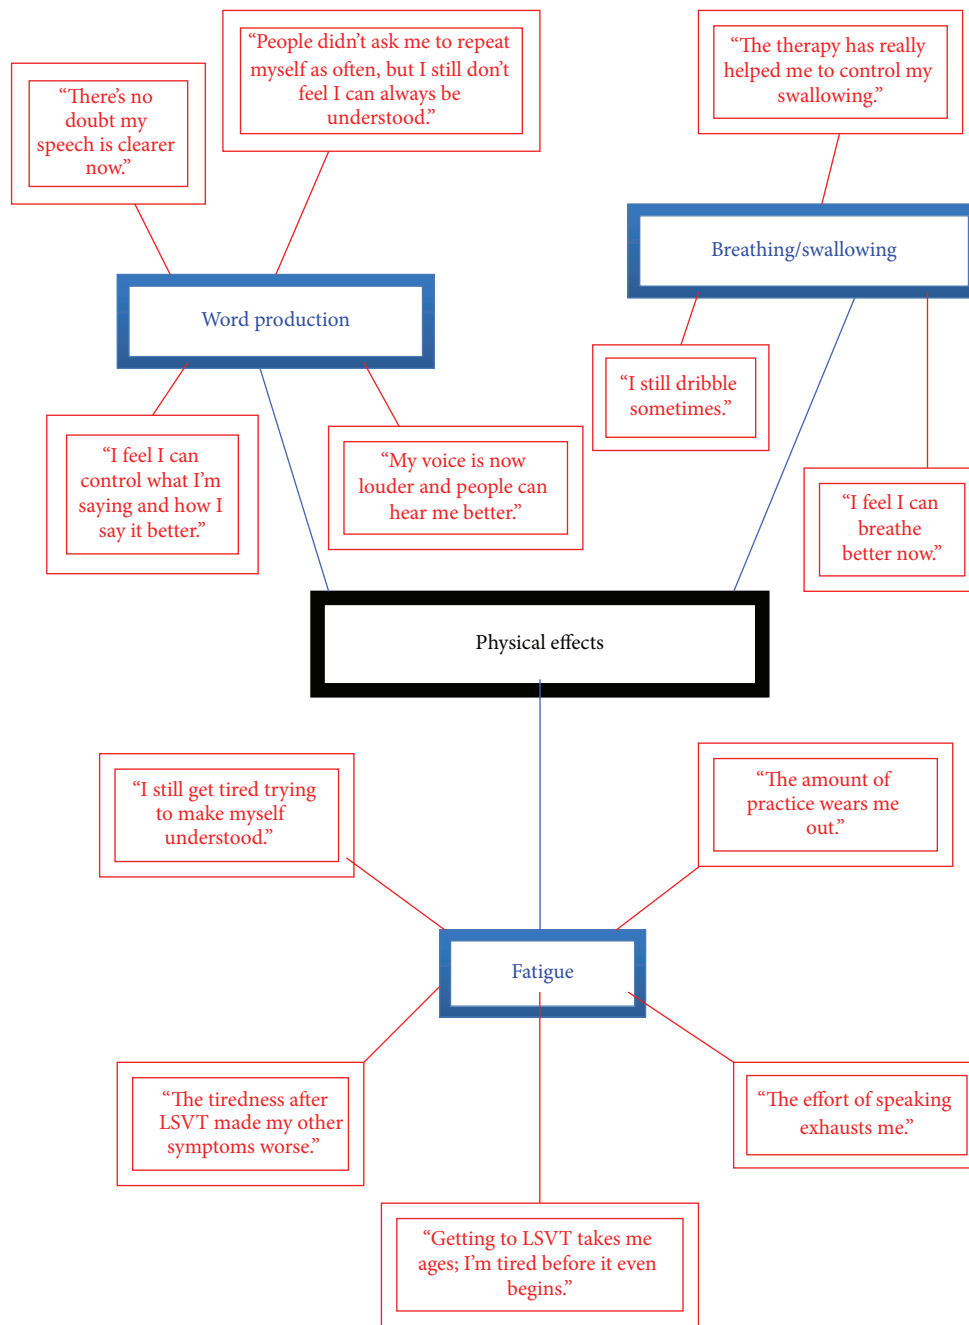 “People didn’t ask me to repeat
myself as often, but I still don’t
feel I can always be
understood.”
“The therapy has really
helped me to control my
swallowing.”
“There’s no
doubt my
speech is clearer
now.”
Breathing/swallowing
Word production
“I still dribble
sometimes.”
“I feel I can
control what I’m
saying and how I
say it better.”
“My voice is now
louder and people can
hear me better.”
“I feel I can
breathe
better now.”
Physical effects
“I still get tired trying
to make myself
understood.”
“The amount of
practice wears me
out.”
Fatigue
“The tiredness after
LSVT made my other
symptoms worse.”
“The effort of speaking
exhausts me.”
“Getting to LSVT takes me
ages; I’m tired before it even
begins.”